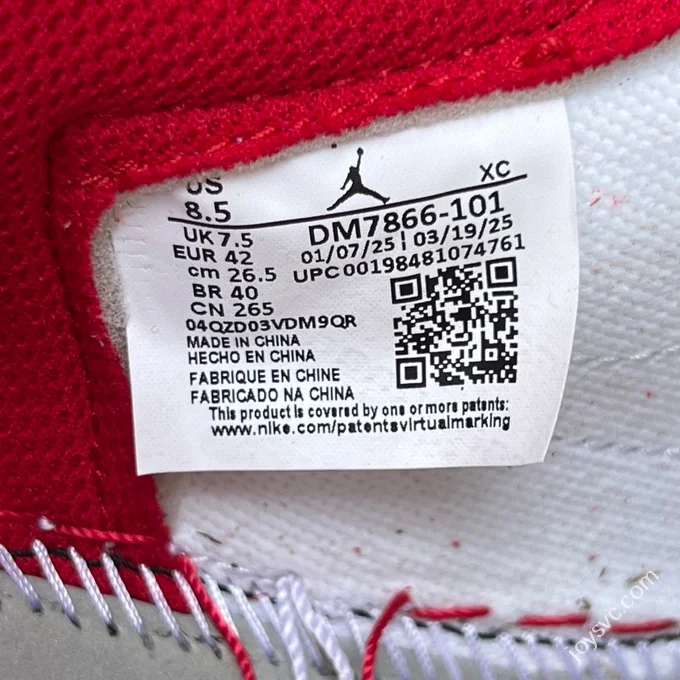 US
8.5
XC
UK 7.5
EUR 42
cm 26.5
BR 40
CN 265
DM7866-101
01/07/25 | 03/19/25
UPC 00198481074761
04QZD03VDM9QR
MADE IN CHINA
HECHO EN CHINA
FABRIQUE EN CHINE
FABRICADO NA CHINA
This product is covered by one or more patents:
www.nike.com/patentsvirtualmarking
joysvc.com